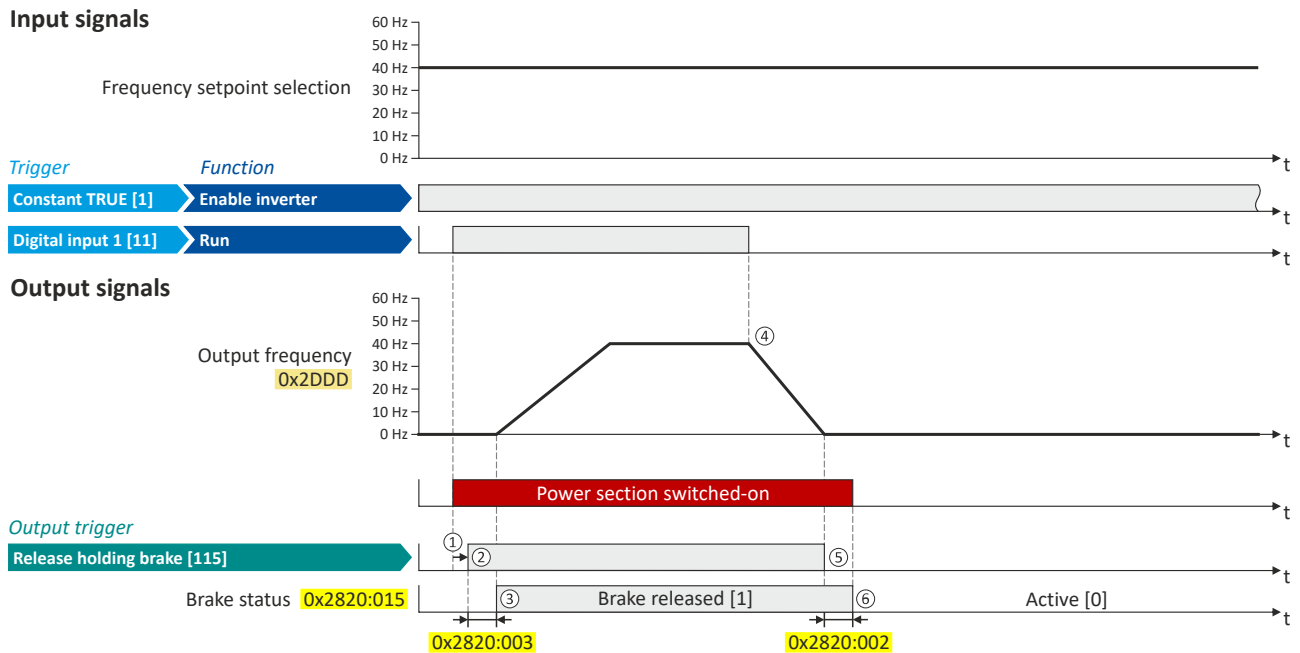 Input signals
60 Hz
50 Hz
40 Hz
Frequency setpoint selection
30 Hz
20 Hz
10 Hz
0 Hz
t
Trigger
Function
Constant TRUE [1]
Enable inverter
t
Digital input 1 [11]
Run
t
Output signals
60 Hz
50 Hz
40 Hz
④
Output frequency
30 Hz
0x2DDD
20 Hz
10 Hz
0 Hz
t
Power section switched-on
t
Output trigger
Release holding brake [115]
①
②
⑤
t
Brake status 0x2820:015
③
Brake released [1]
⑥
Active [0]
t
0x2820:003
0x2820:002